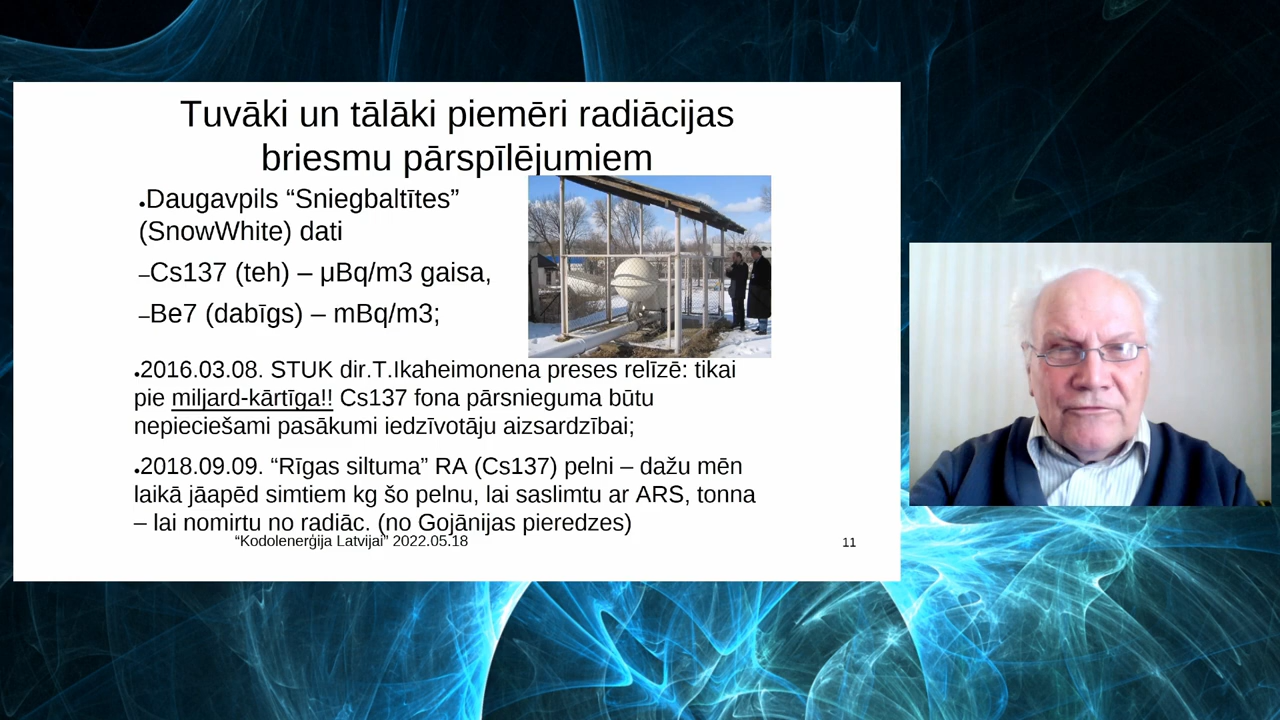 Tuvāki un tālāki piemēri radiācijas
briesmu pārspīlējumiem
•Daugavpils “Sniegbaltītes”
(SnowWhite) dati
–Cs137 (teh) – μBq/m3 gaisa,
–Be7 (dabīgs) – mBq/m3;
•2016.03.08. STUK dir.T.Ikaheimonena preses relīzē: tikai
pie miljard-kārtīga!! Cs137 fona pārsnieguma būtu
nepieciešami pasākumi iedzīvotāju aizsardzībai;
•2018.09.09. “Rīgas siltuma” RA (Cs137) pelni – dažu mēn
laikā jāapēd simtiem kg šo pelnu, lai saslimtu ar ARS, tonna
– lai nomirtu no radiāc. (no Gojānijas pieredzes)
“Kodolenerģija Latvijai” 2022.05.18
11